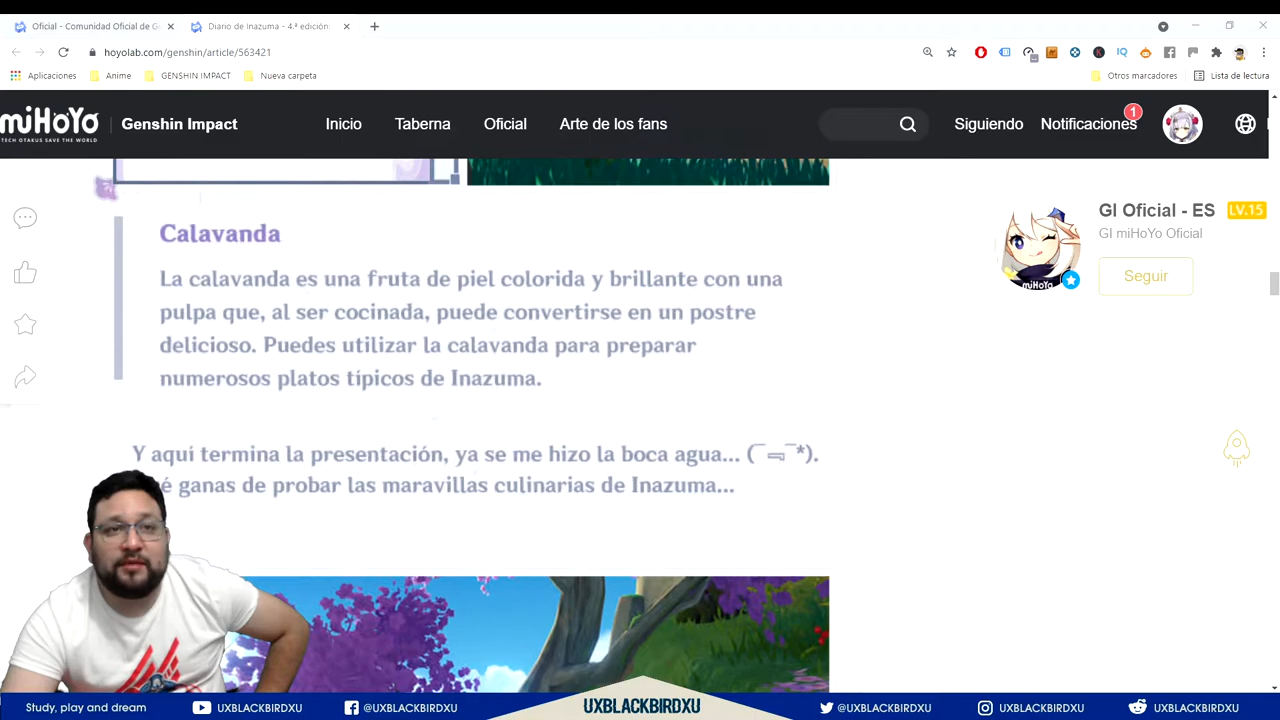 Oficial - Comunidad Oficial de G
Diario de Inazuma - 4.ª edición:
hoyolab.com/genshin/article/563421
Aplicaciones
Anime
GENSHIN IMPACT
Nueva carpeta
Otros marcadores
Lista de lectura
miHoYo
TECH OTAKUS SAVE THE WORLD
Genshin Impact
Inicio
Taberna
Oficial
Arte de los fans
Siguiendo
Notificaciones
1
GI Oficial - ES
LV.15
GI miHoYo Oficial
miHoYo
Seguir
Calavanda
La calavanda es una fruta de piel colorida y brillante con una
pulpa que, al ser cocinada, puede convertirse en un postre
delicioso. Puedes utilizar la calavanda para preparar
numerosos platos típicos de Inazuma.
Y aquí termina la presentación, ya se me hizo la boca agua... (¯﹃¯*).
é ganas de probar las maravillas culinarias de Inazuma...
Study, play and dream
UXBLACKBIRDXU
@UXBLACKBIRDXU
UXBLACKBIRDXU
@UXBLACKBIRDXU
UXBLACKBIRDXU
UXBLACKBIRDXU